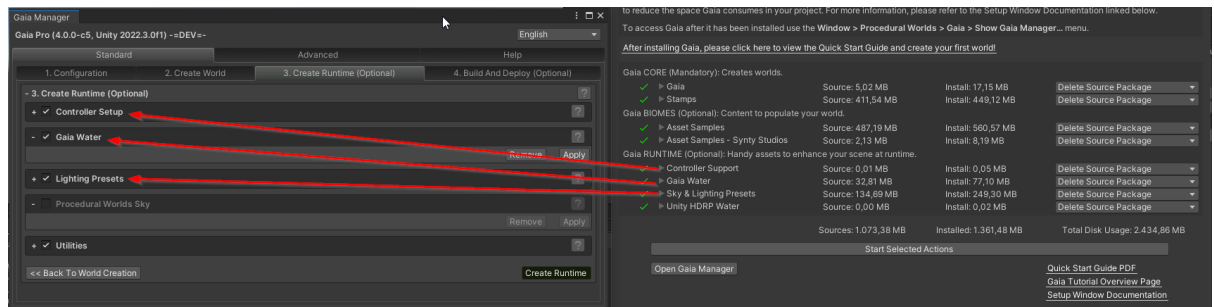 Gaia Manager
Gaia Pro (4.0.0-c5, Unity 2022.3.0f1) -=DEV=-
English
Standard
Advanced
Help
1. Configuration
2. Create World
3. Create Runtime (Optional)
4. Build And Deploy (Optional)
- 3. Create Runtime (Optional)
?
+ Controller Setup
?
- Gaia Water
?
Remove
Apply
+ Lighting Presets
?
- Procedural Worlds Sky
?
Remove
Apply
+ Utilities
?
<< Back To World Creation
Create Runtime
to reduce the space Gaia consumes in your project. For more information, please refer to the Setup Window Documentation linked below.
To access Gaia after it has been installed use the Window > Procedural Worlds > Gaia > Show Gaia Manager... menu.
After installing Gaia, please click here to view the Quick Start Guide and create your first world!
Gaia CORE (Mandatory): Creates worlds.
Gaia Source: 5,02 MB Install: 17,15 MB Delete Source Package
Stamps Source: 411,54 MB Install: 449,12 MB Delete Source Package
Gaia BIOMES (Optional): Content to populate your world.
Asset Samples Source: 487,19 MB Install: 560,57 MB Delete Source Package
Asset Samples - Synty Studios Source: 2,13 MB Install: 8,19 MB Delete Source Package
Gaia RUNTIME (Optional): Handy assets to enhance your scene at runtime.
Controller Support Source: 0,01 MB Install: 0,05 MB Delete Source Package
Gaia Water Source: 32,81 MB Install: 77,10 MB Delete Source Package
Sky & Lighting Presets Source: 134,69 MB Install: 249,30 MB Delete Source Package
Unity HDRP Water Source: 0,00 MB Install: 0,02 MB Delete Source Package
Sources: 1.073,38 MB Installed: 1.361,48 MB Total Disk Usage: 2.434,86 MB
Start Selected Actions
Open Gaia Manager
Quick Start Guide PDF
Gaia Tutorial Overview Page
Setup Window Documentation